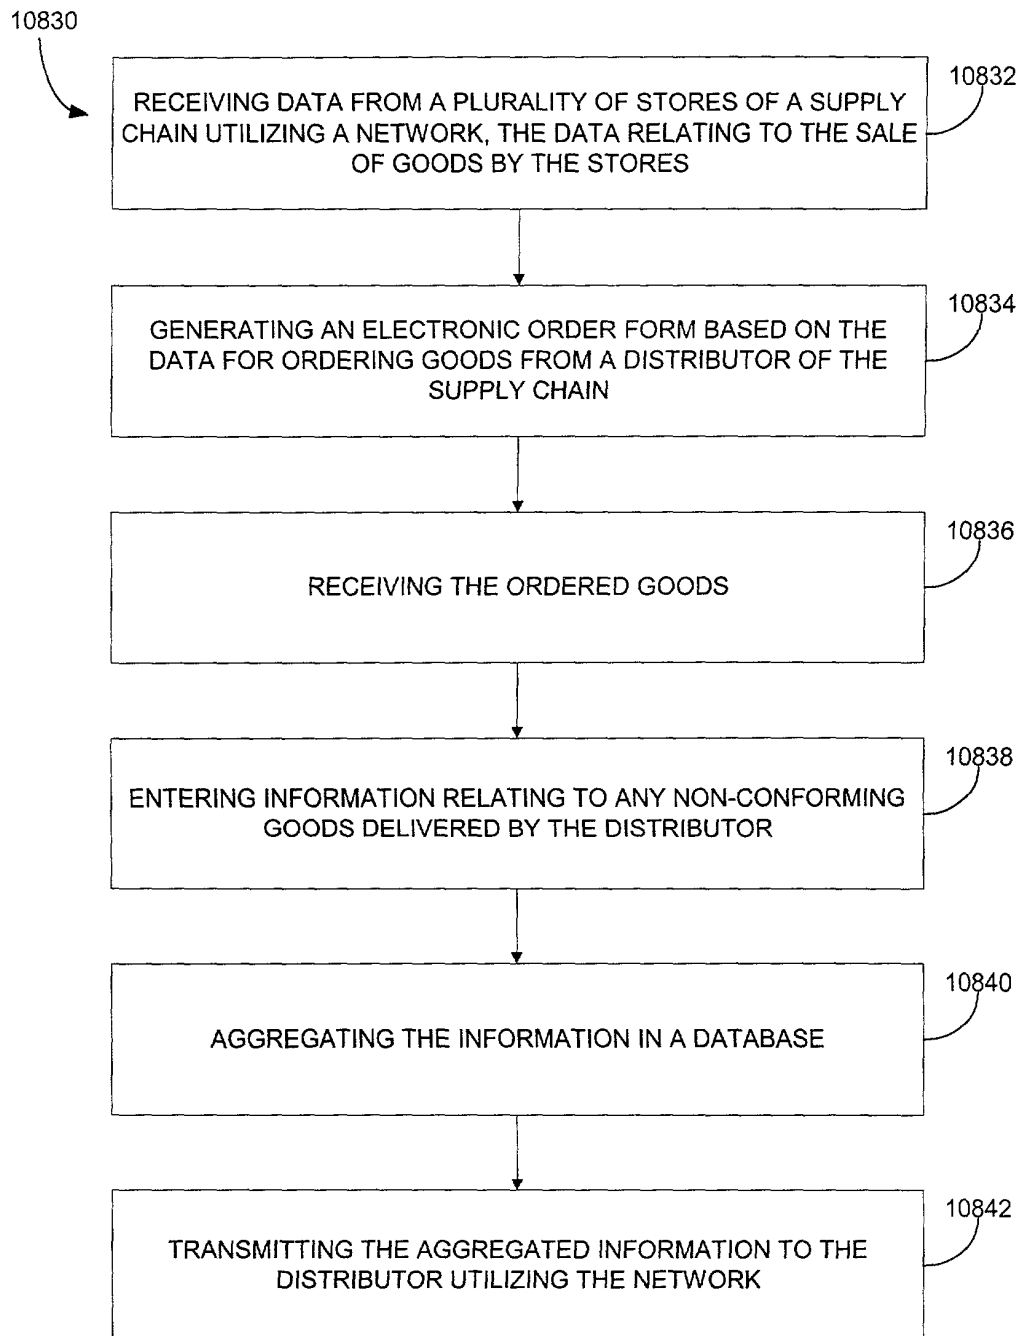 10830
10832
RECEIVING DATA FROM A PLURALITY OF STORES OF A SUPPLY
CHAIN UTILIZING A NETWORK, THE DATA RELATING TO THE SALE
OF GOODS BY THE STORES
10834
GENERATING AN ELECTRONIC ORDER FORM BASED ON THE
DATA FOR ORDERING GOODS FROM A DISTRIBUTOR OF THE
SUPPLY CHAIN
10836
RECEIVING THE ORDERED GOODS
10838
ENTERING INFORMATION RELATING TO ANY NON-CONFORMING
GOODS DELIVERED BY THE DISTRIBUTOR
10840
AGGREGATING THE INFORMATION IN A DATABASE
10842
TRANSMITTING THE AGGREGATED INFORMATION TO THE
DISTRIBUTOR UTILIZING THE NETWORK